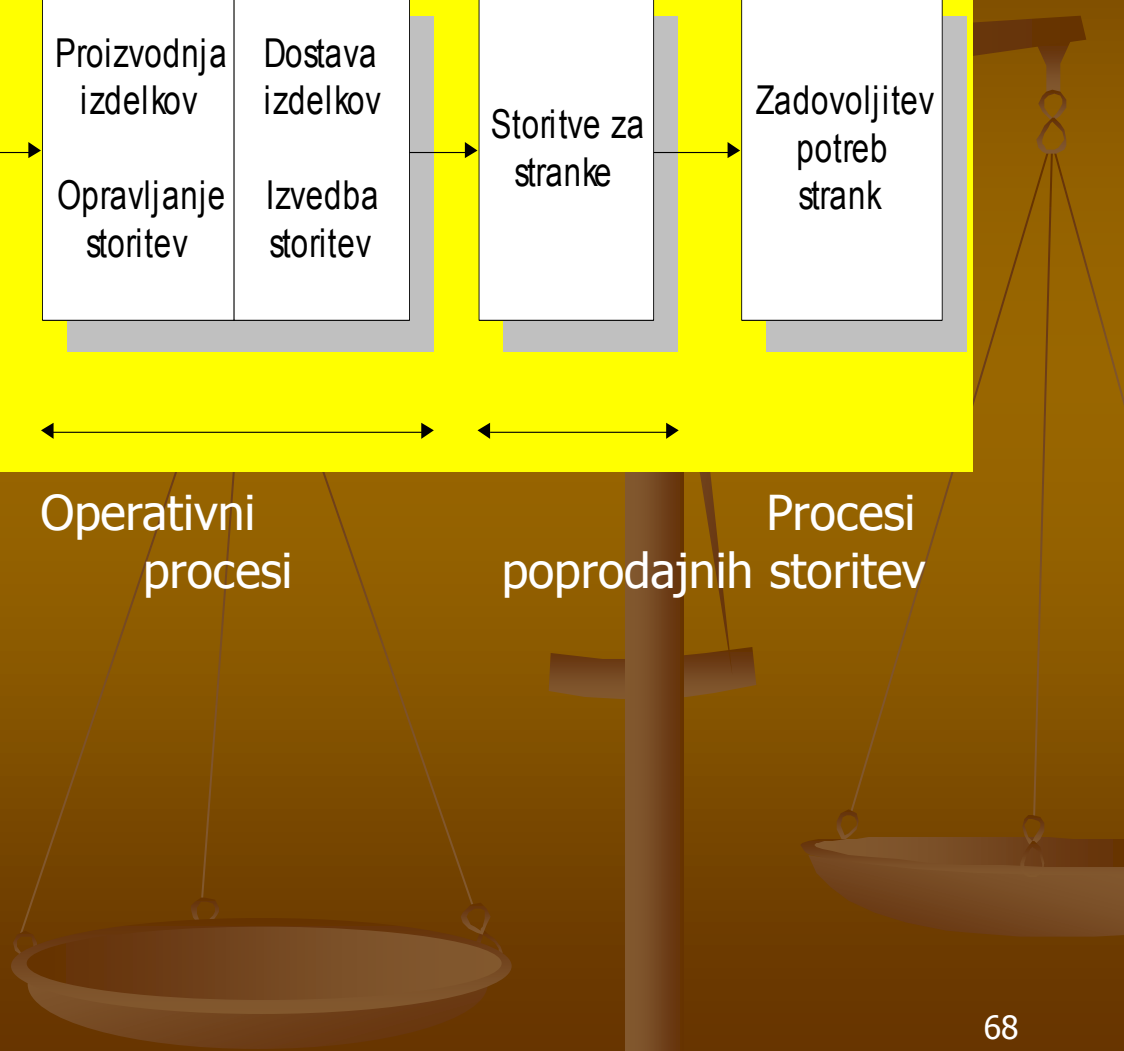 Proizvodnja
izdelkov
Opravljanje
storitev
Dostava
izdelkov
Izvedba
storitev
Storitve za
stranke
Zadovoljitev
potreb
strank
Operativni
procesi
Procesi
poprodajnih storitev
68